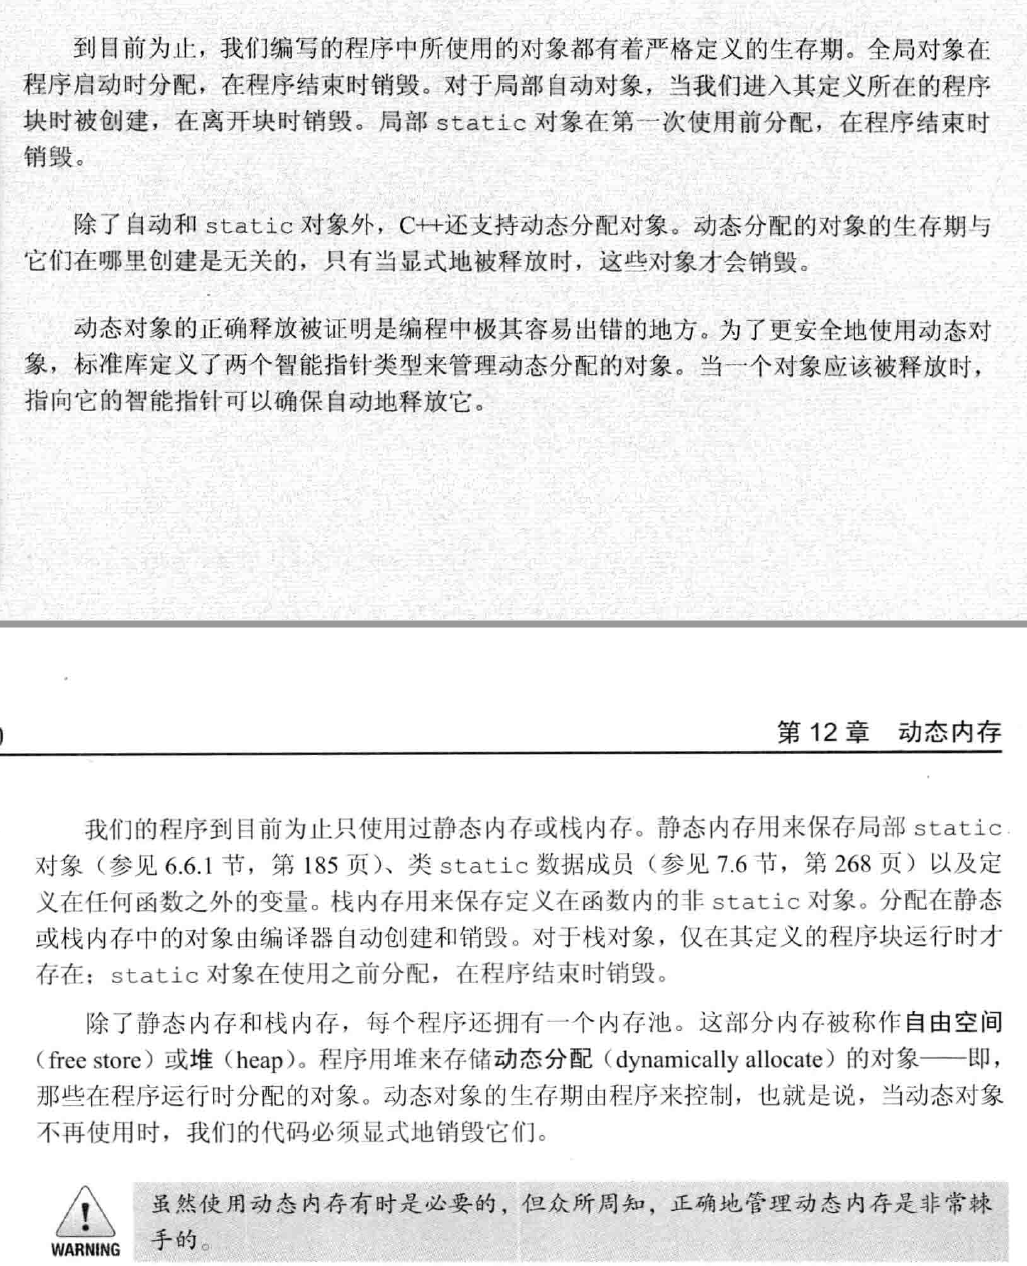 到目前为止，我们编写的程序中所使用的对象都有着严格定义的生存期。全局对象在
程序启动时分配，在程序结束时销毁。对于局部自动对象，当我们进入其定义所在的程序
块时被创建，在离开块时销毁。局部 static 对象在第一次使用前分配，在程序结束时
销毁。
除了自动和 static 对象外，C++还支持动态分配对象。动态分配的对象的生存期与
它们在哪里创建是无关的，只有当显式地被释放时，这些对象才会销毁。
动态对象的正确释放被证明是编程中极其容易出错的地方。为了更安全地使用动态对
象，标准库定义了两个智能指针类型来管理动态分配的对象。当一个对象应该被释放时，
指向它的智能指针可以确保自动地释放它。
第 12 章 动态内存
我们的程序到目前为止只使用过静态内存或栈内存。静态内存用来保存局部 static
对象（参见 6.6.1 节，第 185 页）、类 static 数据成员（参见 7.6 节，第 268 页）以及定
义在任何函数之外的变量。栈内存用来保存定义在函数内的非 static 对象。分配在静态
或栈内存中的对象由编译器自动创建和销毁。对于栈对象，仅在其定义的程序块运行时才
存在；static 对象在使用之前分配，在程序结束时销毁。
除了静态内存和栈内存，每个程序还拥有一个内存池。这部分内存被称作自由空间
（free store）或堆（heap）。程序用堆来存储动态分配（dynamically allocate）的对象——即，
那些在程序运行时分配的对象。动态对象的生存期由程序来控制，也就是说，当动态对象
不再使用时，我们的代码必须显式地销毁它们。
虽然使用动态内存有时是必要的，但众所周知，正确地管理动态内存是非常棘
手的。
WARNING